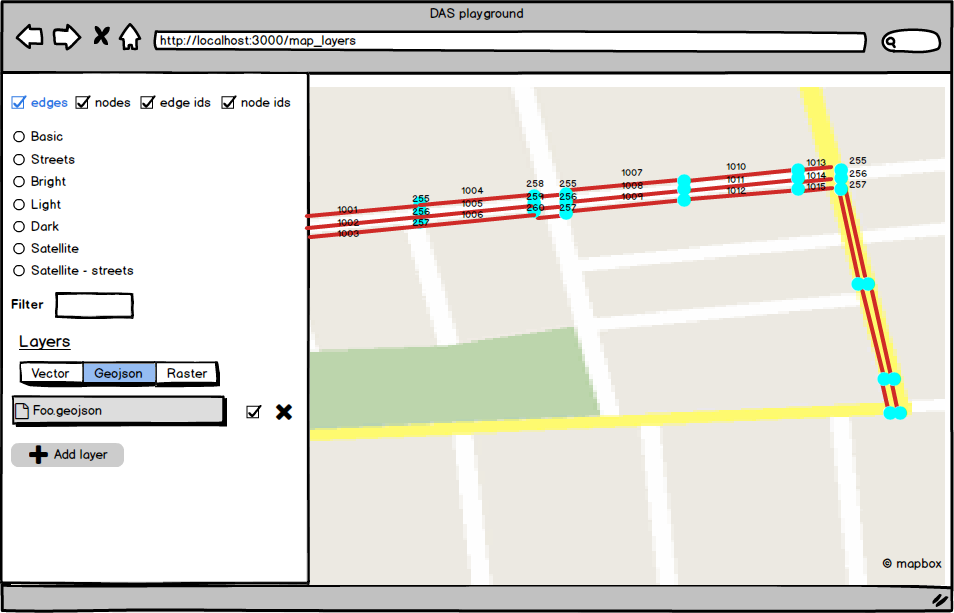 DAS playground
http://localhost:3000/map_layers
edges nodes edge ids node ids
Basic
Streets
Bright
Light
Dark
Satellite
Satellite - streets
Filter
Layers
Vector Geojson Raster
Foo.geojson
Add layer
1001 255 1004 258 255 1007 1010 1013 255
1002 256 1005 259 256 1008 1011 1014 256
1003 257 1006 260 257 1009 1012 1015 257
© mapbox